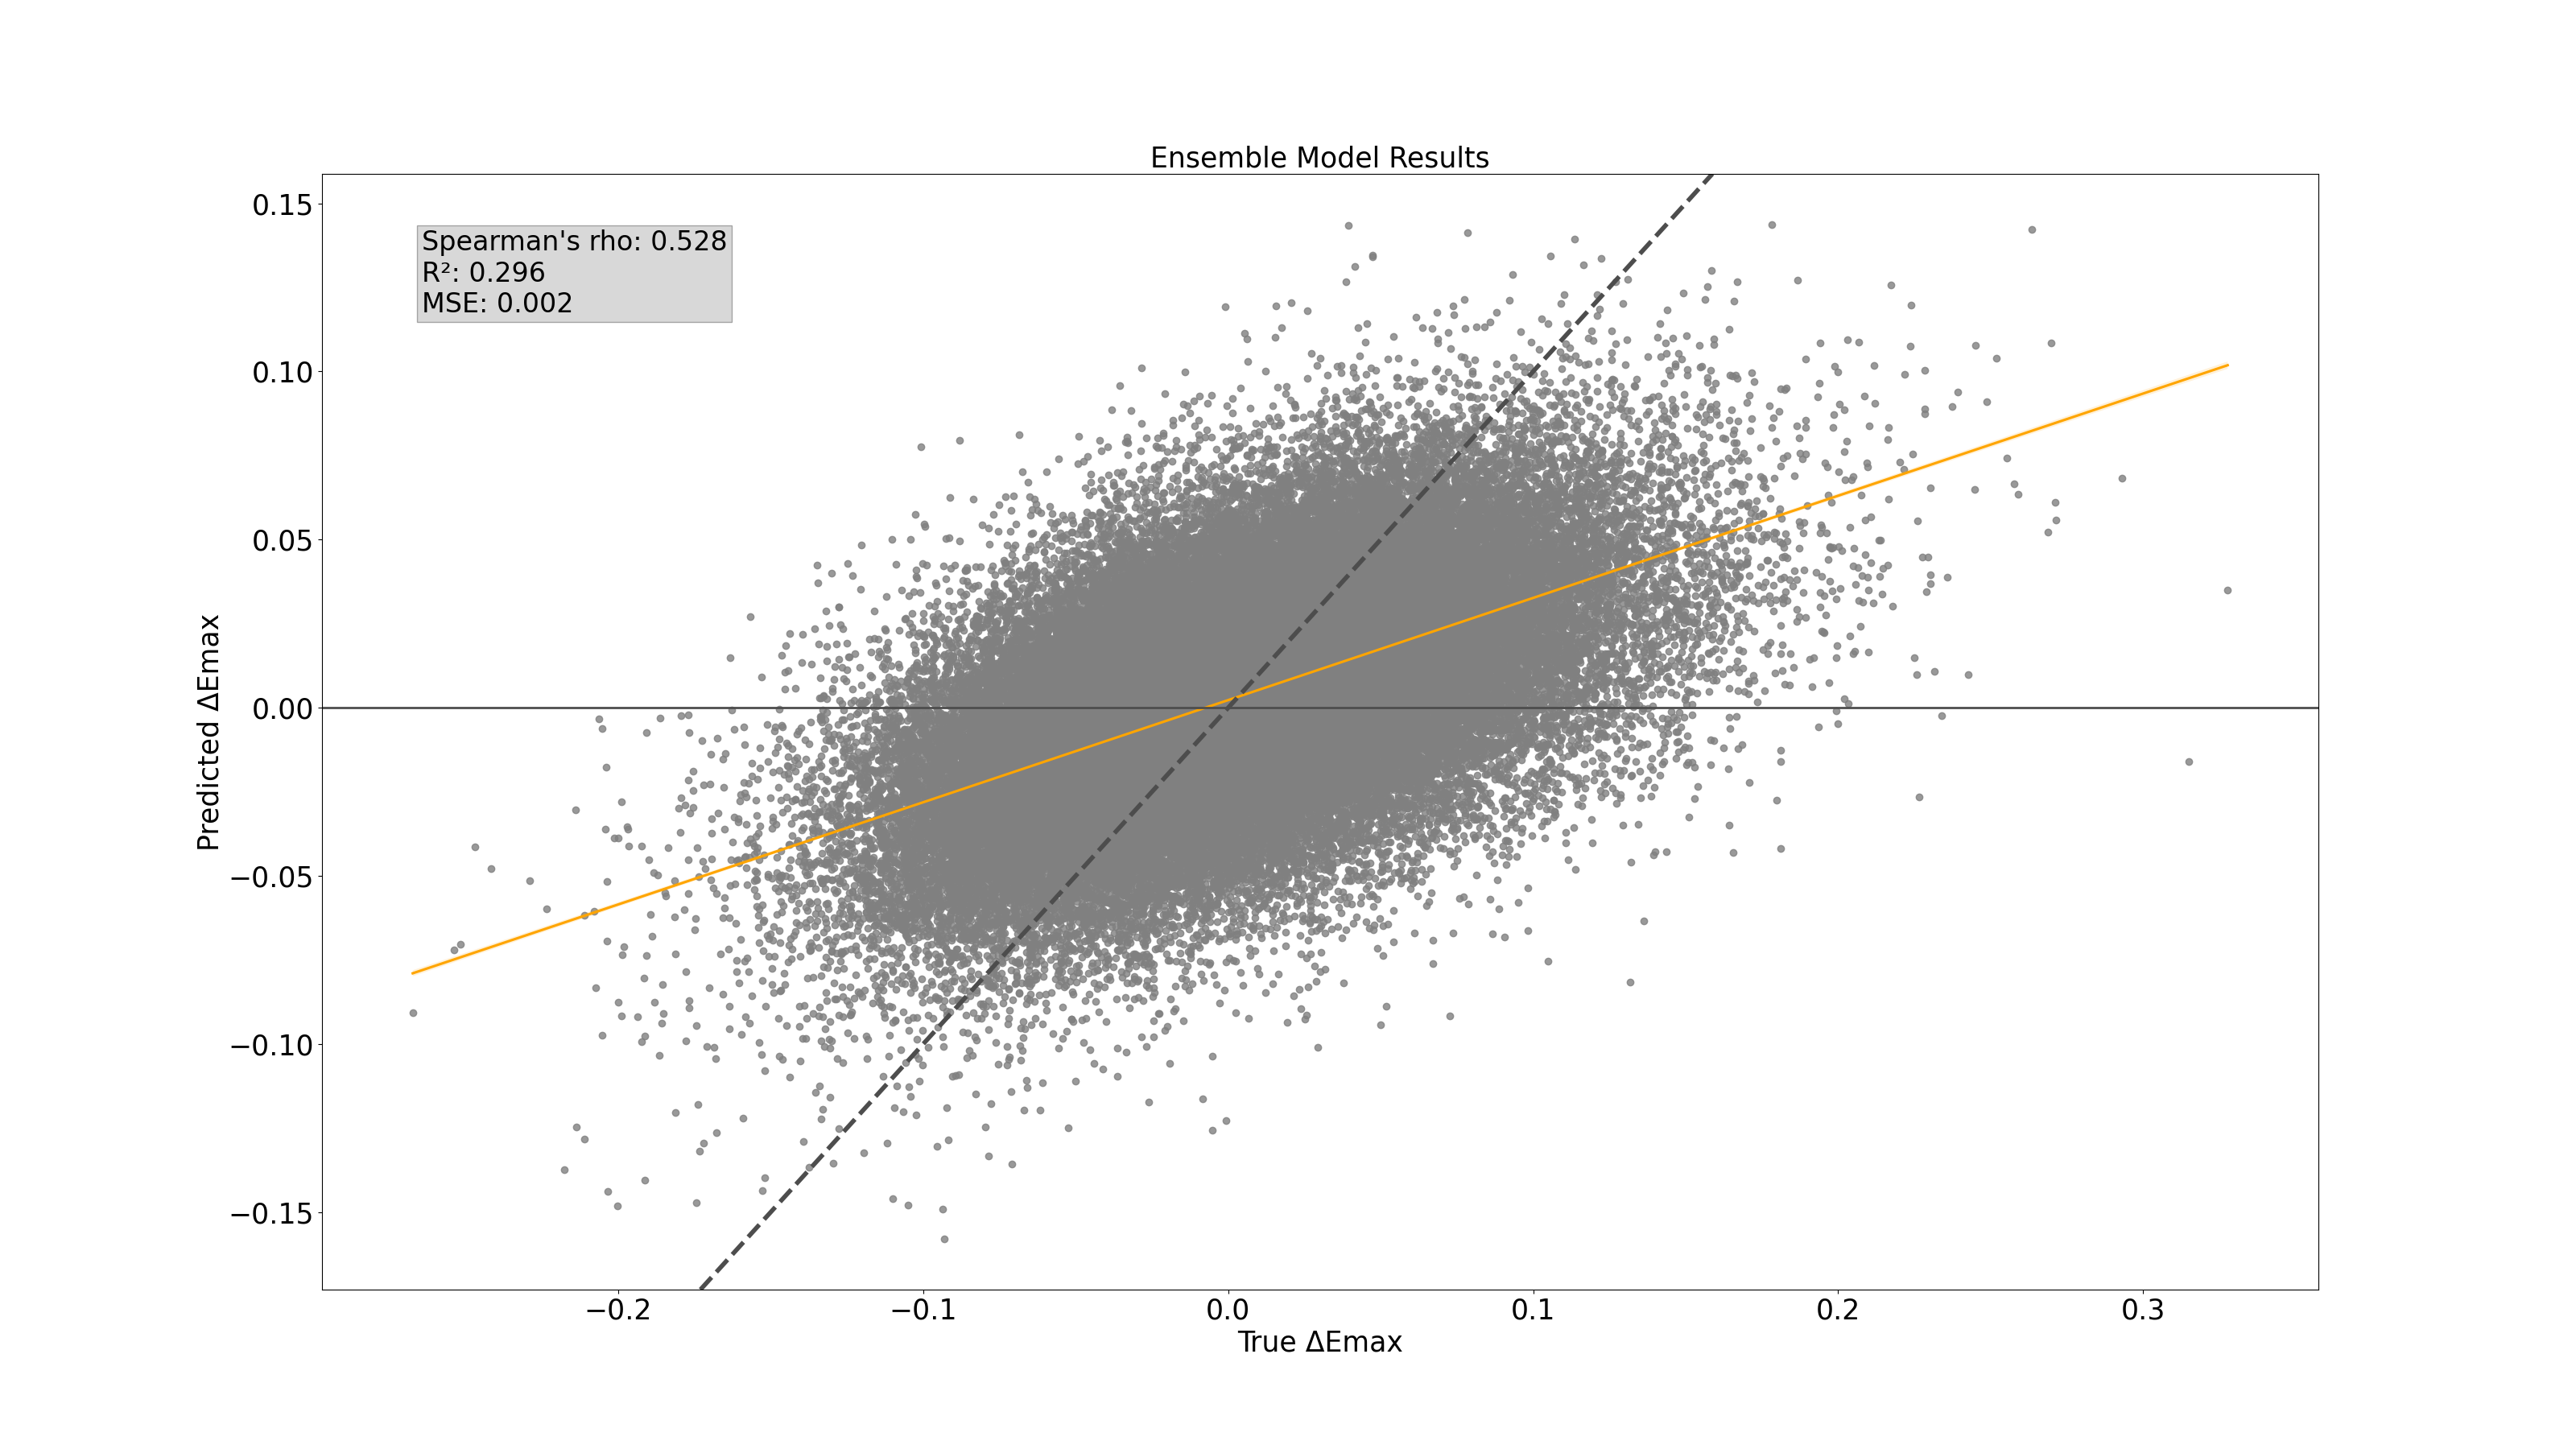 Ensemble Model Results
Spearman's rho: 0.528
R²: 0.296
MSE: 0.002
0.15
0.10
0.05
0.00
−0.05
−0.10
−0.15
Predicted ΔEmax
−0.2
−0.1
0.0
0.1
0.2
0.3
True ΔEmax